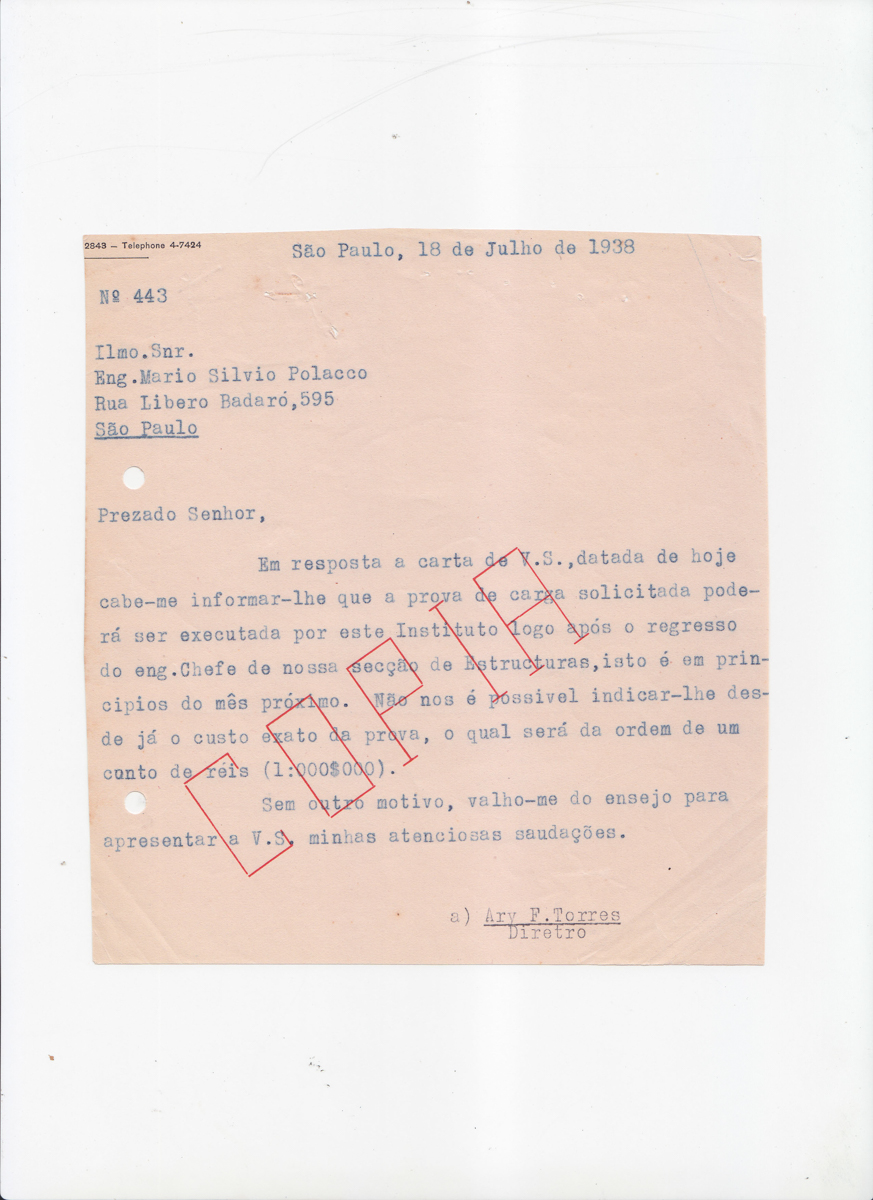 2843 — Telephone 4-7424
São Paulo, 18 de Julho de 1938
Nº 443
Ilmo.Snr.
Eng.Mario Silvio Polacco
Rua Libero Badaró,595
São Paulo
Prezado Senhor,
Em resposta a carta de V.S.,datada de hoje
cabe-me informar-lhe que a prova de carga solicitada pode-
rá ser executada por este Instituto logo após o regresso
do eng.Chefe de nossa secção de Estructuras,isto é em prin-
cipios do mês próximo. Não nos é possivel indicar-lhe des-
de já o custo exato da prova, o qual será da ordem de um
conto de réis (1:000$000).
Sem outro motivo, valho-me do ensejo para
apresentar a V.S. minhas atenciosas saudações.
a) Ary F.Torres
Diretro
COPIA